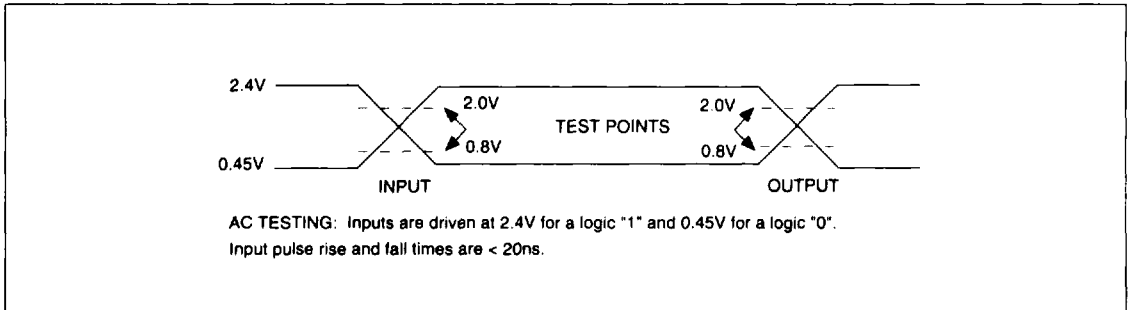 2.4V
2.0V
2.0V
TEST POINTS
0.8V
0.8V
0.45V
INPUT
OUTPUT
AC TESTING: Inputs are driven at 2.4V for a logic "1" and 0.45V for a logic "0".
Input pulse rise and fall times are < 20ns.